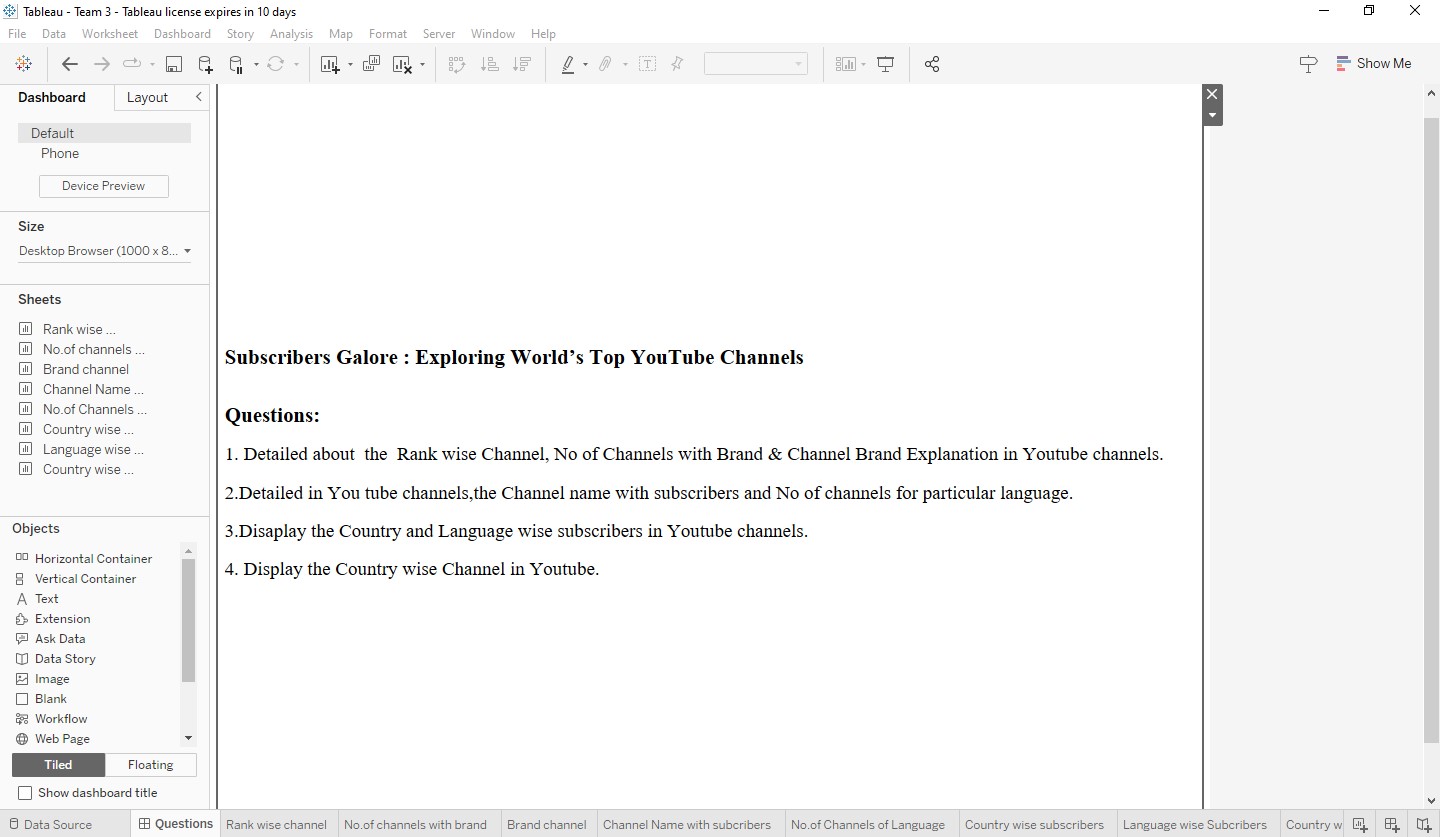 Tableau - Team 3 - Tableau license expires in 10 days
File Data Worksheet Dashboard Story Analysis Map Format Server Window Help
Show Me
Dashboard Layout
Default
Phone
Device Preview
Size
Desktop Browser (1000 x 8...
Sheets
Rank wise ...
No.of channels ...
Brand channel
Channel Name ...
No.of Channels ...
Country wise ...
Language wise ...
Country wise ...
Objects
Horizontal Container
Vertical Container
Text
Extension
Ask Data
Data Story
Image
Blank
Workflow
Web Page
Tiled Floating
Show dashboard title
Subscribers Galore : Exploring World’s Top YouTube Channels
Questions:
1. Detailed about  the  Rank wise Channel, No of Channels with Brand & Channel Brand Explanation in Youtube channels.
2.Detailed in You tube channels,the Channel name with subscribers and No of channels for particular language.
3.Disaplay the Country and Language wise subscribers in Youtube channels.
4. Display the Country wise Channel in Youtube.
Data Source Questions Rank wise channel No.of channels with brand Brand channel Channel Name with subcribers No.of Channels of Language Country wise subscribers Language wise Subcribers Country w